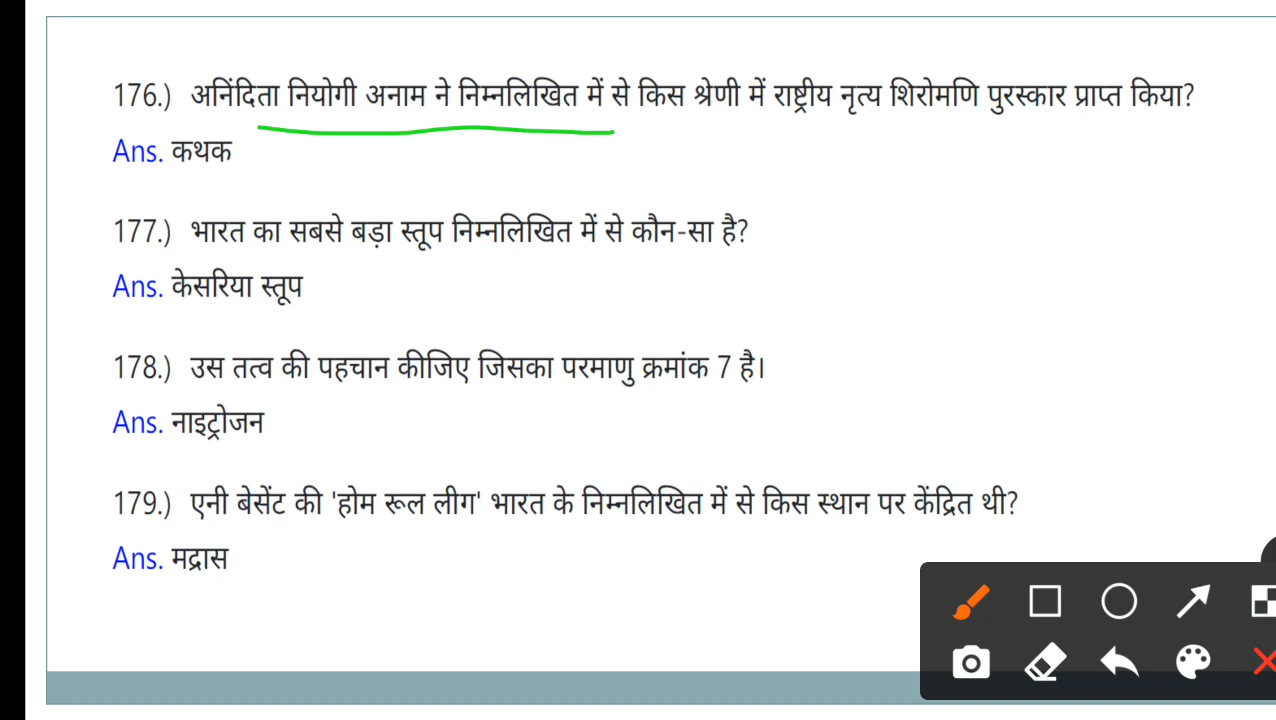 176.) अनिंदिता नियोगी अनाम ने निम्नलिखित में से किस श्रेणी में राष्ट्रीय नृत्य शिरोमणि पुरस्कार प्राप्त किया?
Ans. कथक
177.) भारत का सबसे बड़ा स्तूप निम्नलिखित में से कौन-सा है?
Ans. केसरिया स्तूप
178.) उस तत्व की पहचान कीजिए जिसका परमाणु क्रमांक 7 है।
Ans. नाइट्रोजन
179.) एनी बेसेंट की 'होम रूल लीग' भारत के निम्नलिखित में से किस स्थान पर केंद्रित थी?
Ans. मद्रास